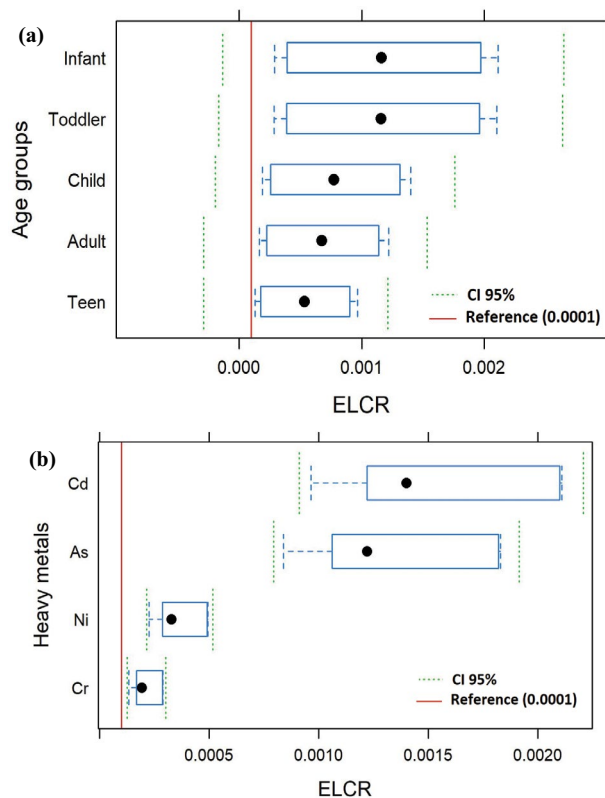 (a)
Infant
Toddler
Child
Adult
Teen
Age groups
CI 95%
Reference (0.0001)
0.000 0.001 0.002
ELCR
(b)
Cd
As
Ni
Cr
Heavy metals
CI 95%
Reference (0.0001)
0.0005 0.0010 0.0015 0.0020
ELCR